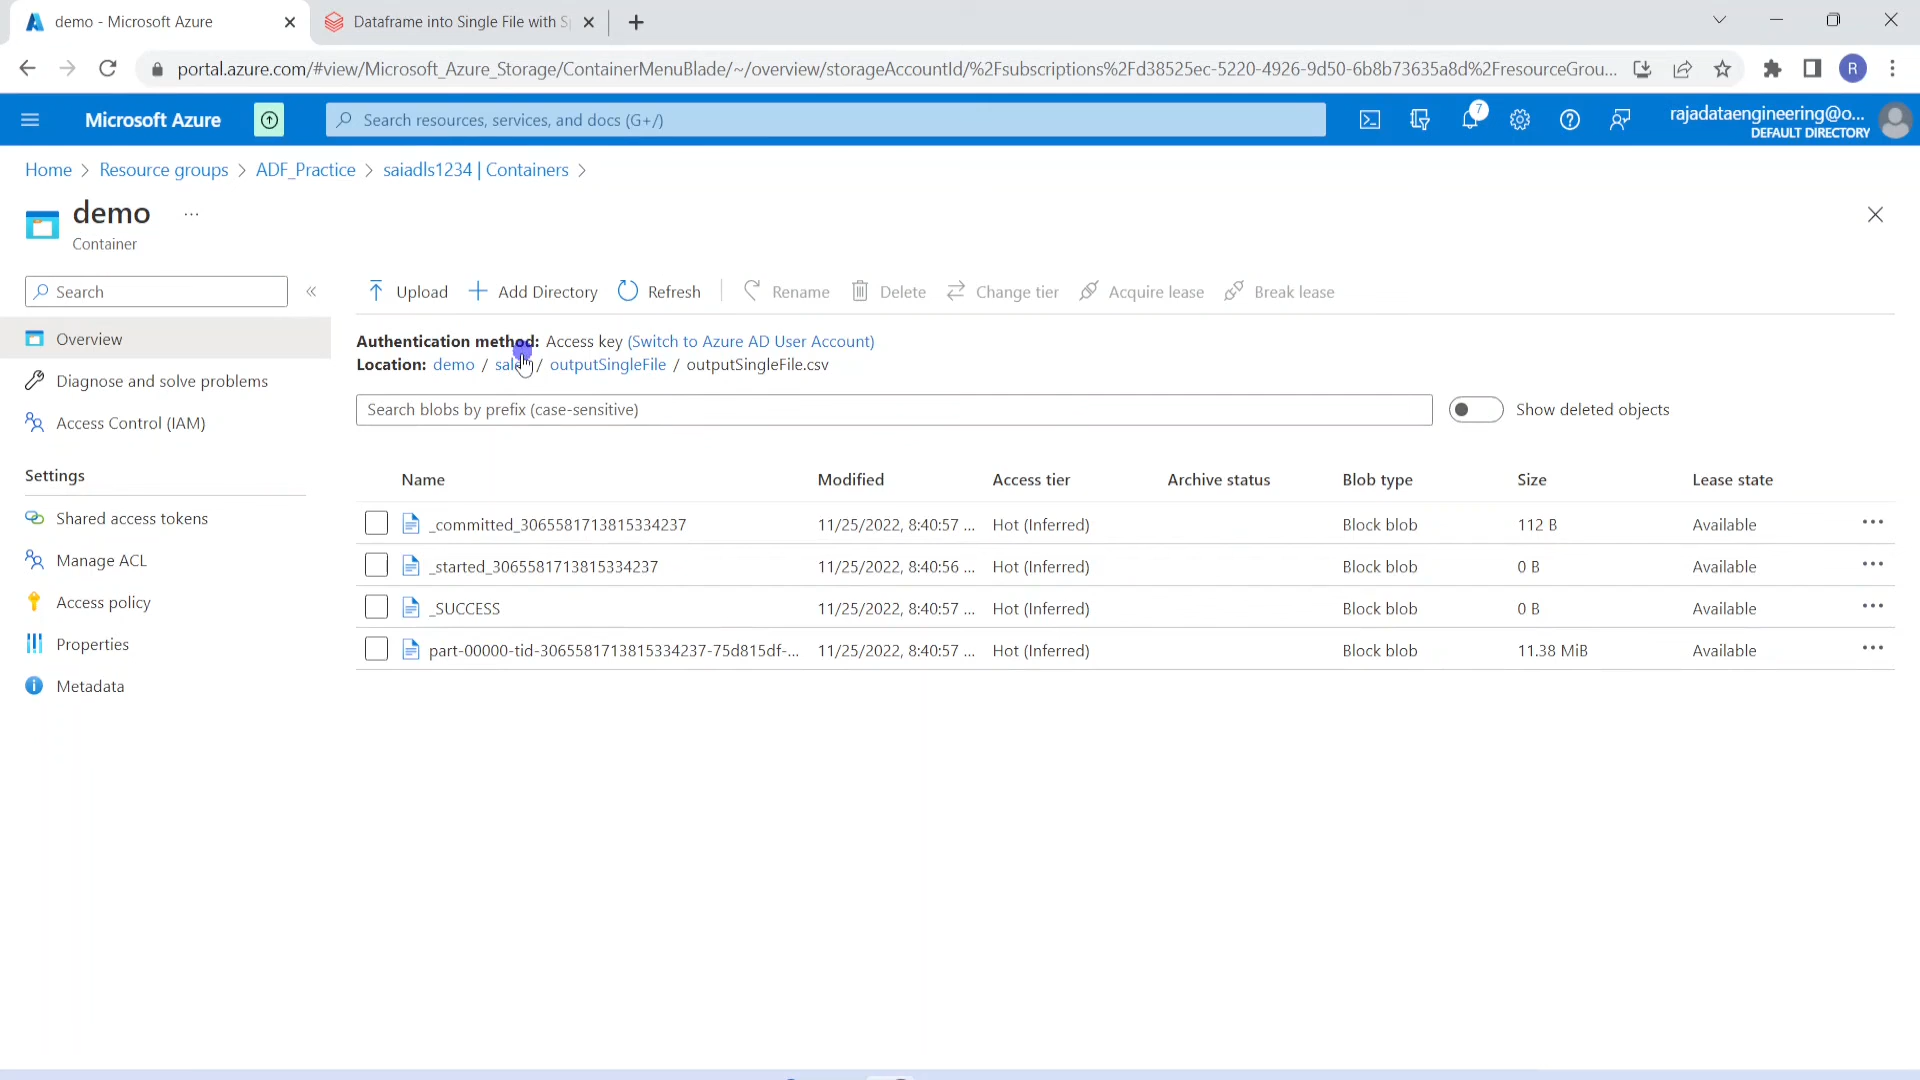 demo - Microsoft Azure
Dataframe into Single File with S
portal.azure.com/#view/Microsoft_Azure_Storage/ContainerMenuBlade/~/overview/storageAccountId/%2Fsubscriptions%2Fd38525ec-5220-4926-9d50-6b8b73635a8d%2FresourceGrou...
R
Microsoft Azure
Search resources, services, and docs (G+/)
7
rajadataengineering@o...
DEFAULT DIRECTORY
Home > Resource groups > ADF_Practice > saiadls1234 | Containers >
demo ...
Container
Search
«
Upload
Add Directory
Refresh
Rename
Delete
Change tier
Acquire lease
Break lease
Overview
Diagnose and solve problems
Access Control (IAM)
Settings
Shared access tokens
Manage ACL
Access policy
Properties
Metadata
Authentication method: Access key (Switch to Azure AD User Account)
Location: demo / / outputSingleFile / outputSingleFile.csv
Search blobs by prefix (case-sensitive)
Show deleted objects
Name Modified Access tier Archive status Blob type Size Lease state
_committed_3065581713815334237 11/25/2022, 8:40:57 ... Hot (Inferred) Block blob 112 B Available ...
_started_3065581713815334237 11/25/2022, 8:40:56 ... Hot (Inferred) Block blob 0 B Available ...
_SUCCESS 11/25/2022, 8:40:57 ... Hot (Inferred) Block blob 0 B Available ...
part-00000-tid-3065581713815334237-75d815df-... 11/25/2022, 8:40:57 ... Hot (Inferred) Block blob 11.38 MiB Available ...